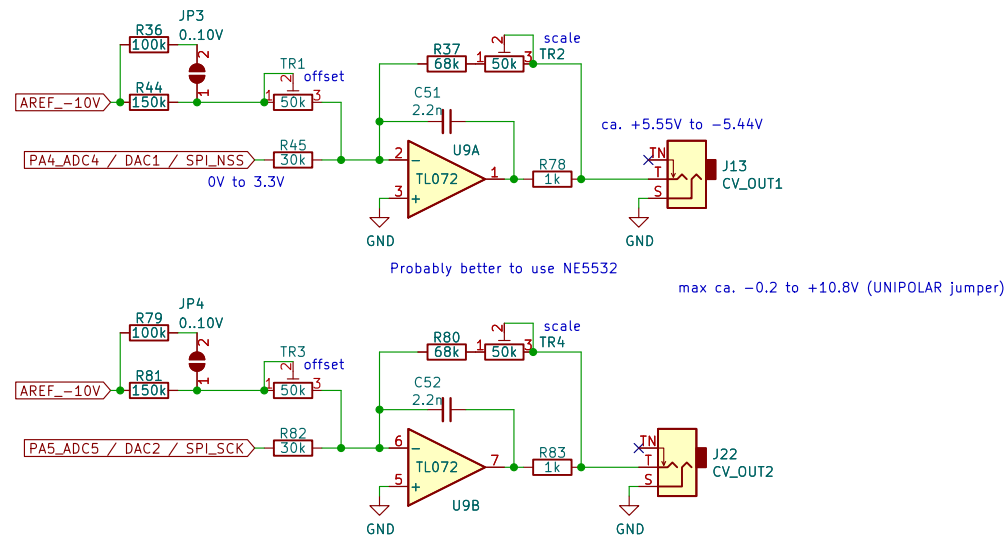 JP3
R36
0..10V
100k
2
1
R44
AREF_-10V
150k
TR1
offset
2
1
50k
3
R45
PA4_ADC4 / DAC1 / SPI_NSS
30k
0V to 3.3V
scale
2
R37
TR2
68k
1
50k
3
C51
2.2n
U9A
2
−
TL072
1
3
+
GND
R78
1k
ca. +5.55V to -5.44V
TN
T
S
J13
CV_OUT1
GND
Probably better to use NE5532
max ca. -0.2 to +10.8V (UNIPOLAR jumper)
JP4
R79
0..10V
100k
2
1
R81
AREF_-10V
150k
TR3
offset
2
1
50k
3
R82
PA5_ADC5 / DAC2 / SPI_SCK
30k
scale
2
R80
TR4
68k
1
50k
3
C52
2.2n
6
−
TL072
7
5
+
U9B
GND
R83
1k
TN
T
S
J22
CV_OUT2
GND